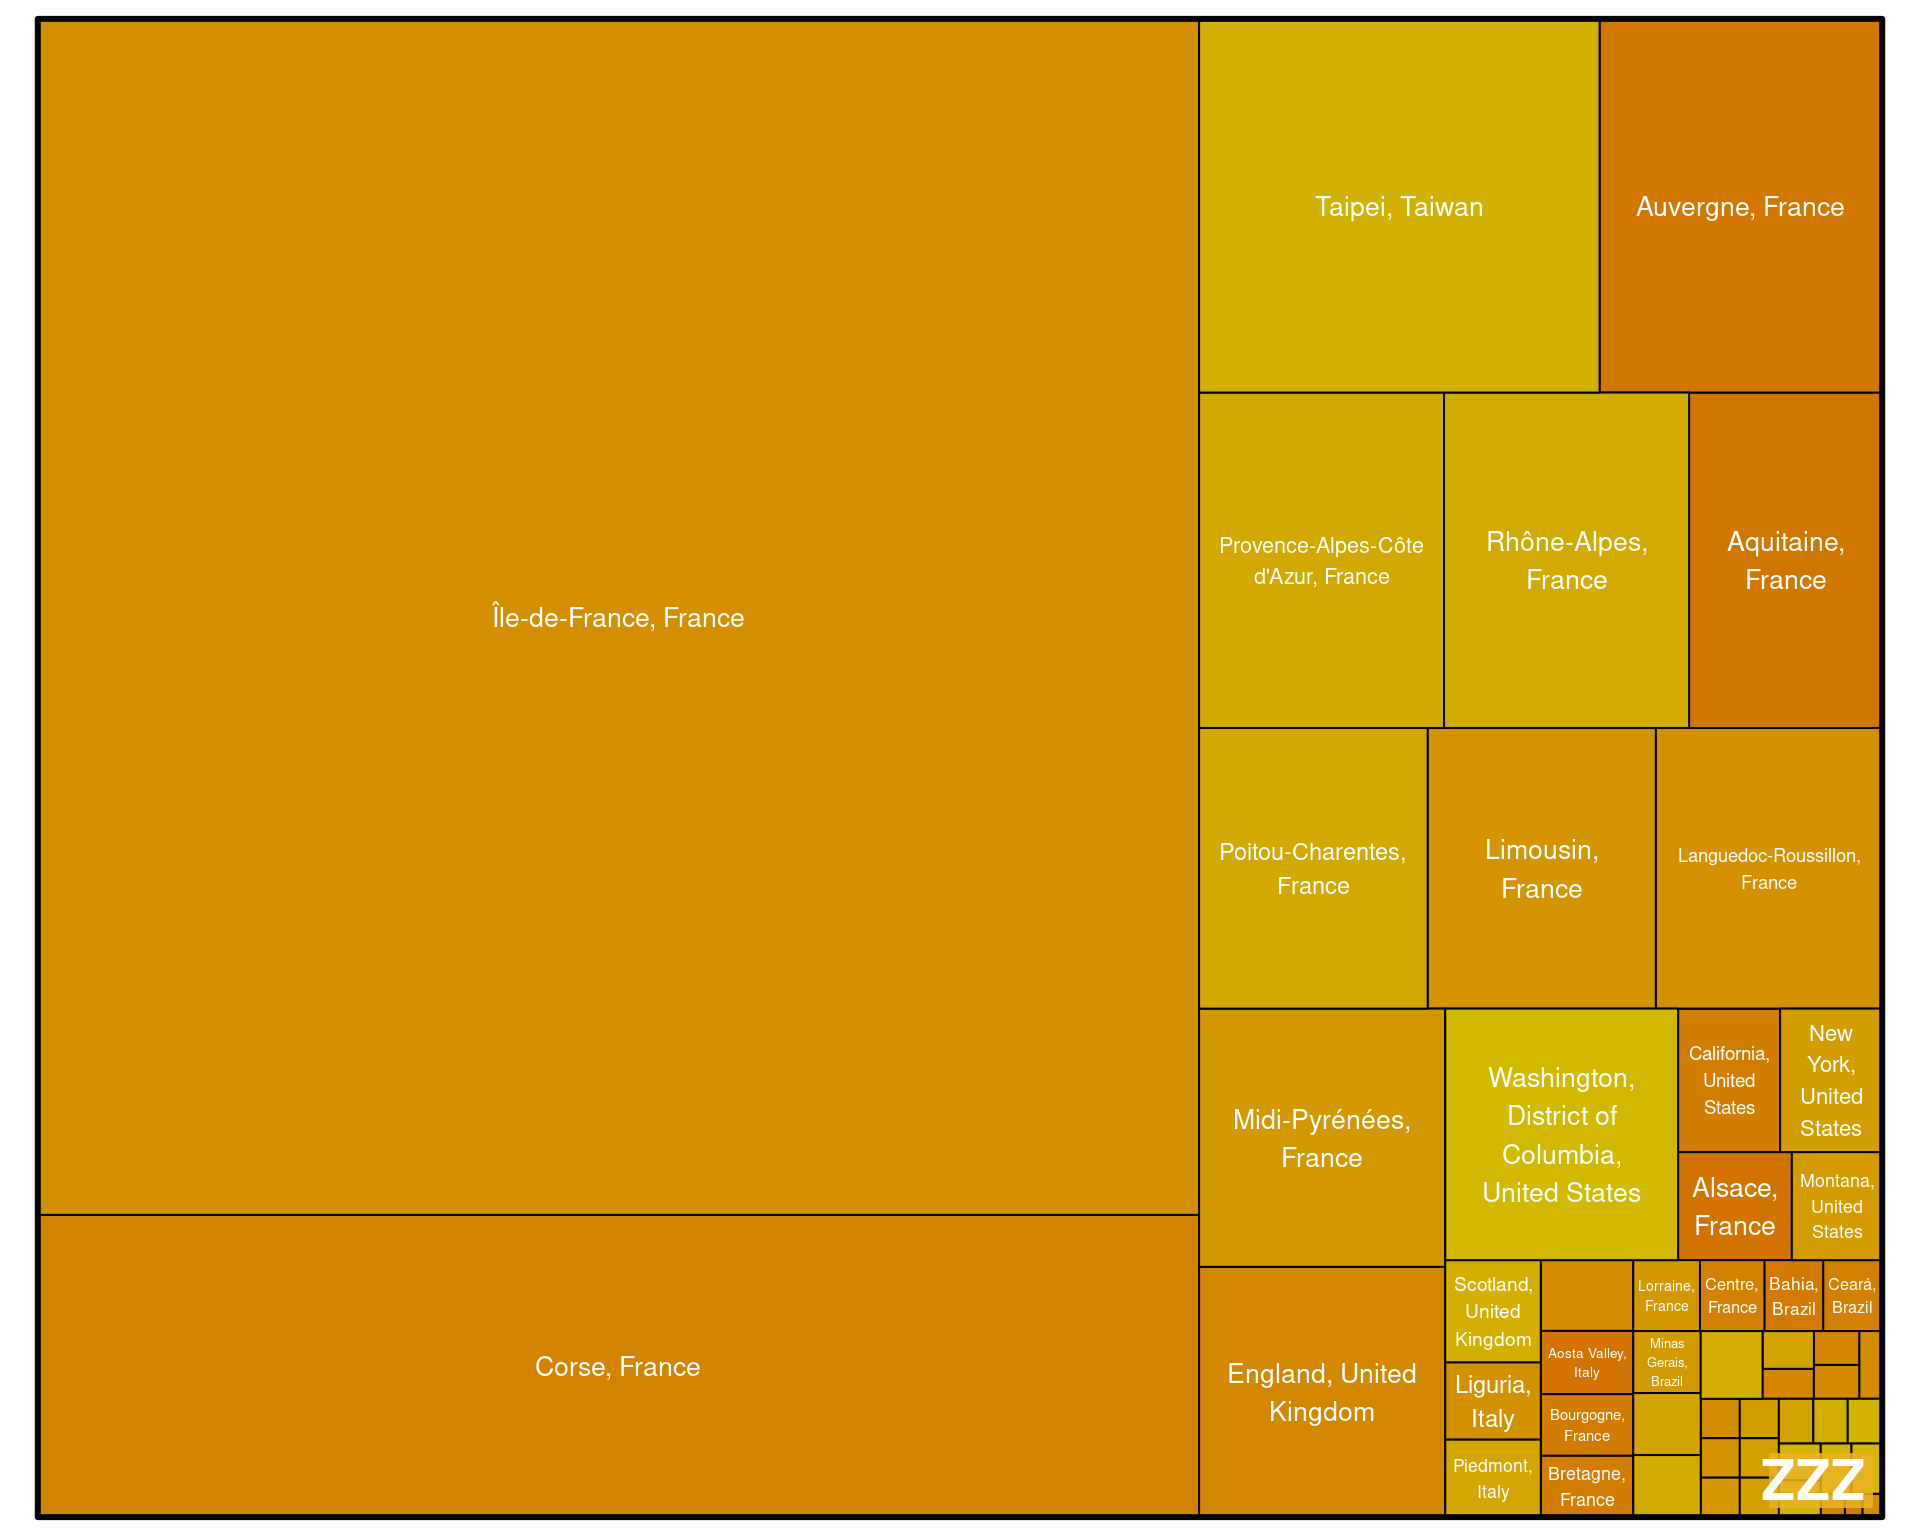 Île-de-France, France
Corse, France
Taipei, Taiwan
Auvergne, France
Provence-Alpes-Côte
d'Azur, France
Rhône-Alpes,
France
Aquitaine,
France
Poitou-Charentes,
France
Limousin,
France
Languedoc-Roussillon,
France
Midi-Pyrénées,
France
England, United
Kingdom
Washington,
District of
Columbia,
United States
California,
United
States
New
York,
United
States
Alsace,
France
Montana,
United
States
Scotland,
United
Kingdom
Liguria,
Italy
Piedmont,
Italy
Aosta Valley,
Italy
Bourgogne,
France
Bretagne,
France
Lorraine,
France
Minas
Gerais,
Brazil
Centre,
France
Bahia,
Brazil
Ceará,
Brazil
ZZZ